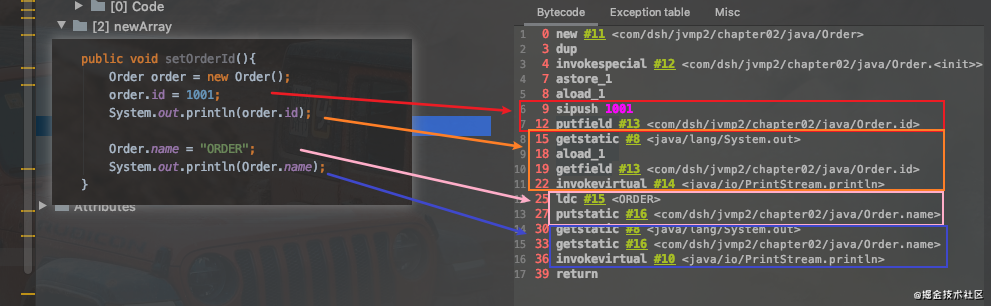 [0] Code
[2] newArray
public void setOrderId(){
Order order = new Order();
order.id = 1001;
System.out.println(order.id);
Order.name = "ORDER";
System.out.println(Order.name);
}
Attributes
Bytecode Exception table Misc
1 0 new #11 <com/dsh/jvmp2/chapter02/java/Order>
2 3 dup
3 4 invokespecial #12 <com/dsh/jvmp2/chapter02/java/Order.<init>>
4 7 astore_1
5 8 aload_1
6 9 sipush 1001
7 12 putfield #13 <com/dsh/jvmp2/chapter02/java/Order.id>
8 15 getstatic #8 <java/lang/System.out>
9 18 aload_1
10 19 getfield #13 <com/dsh/jvmp2/chapter02/java/Order.id>
11 22 invokevirtual #14 <java/io/PrintStream.println>
12 25 ldc #15 <ORDER>
13 27 putstatic #16 <com/dsh/jvmp2/chapter02/java/Order.name>
14 30 getstatic #8 <java/lang/System.out>
15 33 getstatic #16 <com/dsh/jvmp2/chapter02/java/Order.name>
16 36 invokevirtual #10 <java/io/PrintStream.println>
17 39 return
@掘金技术社区